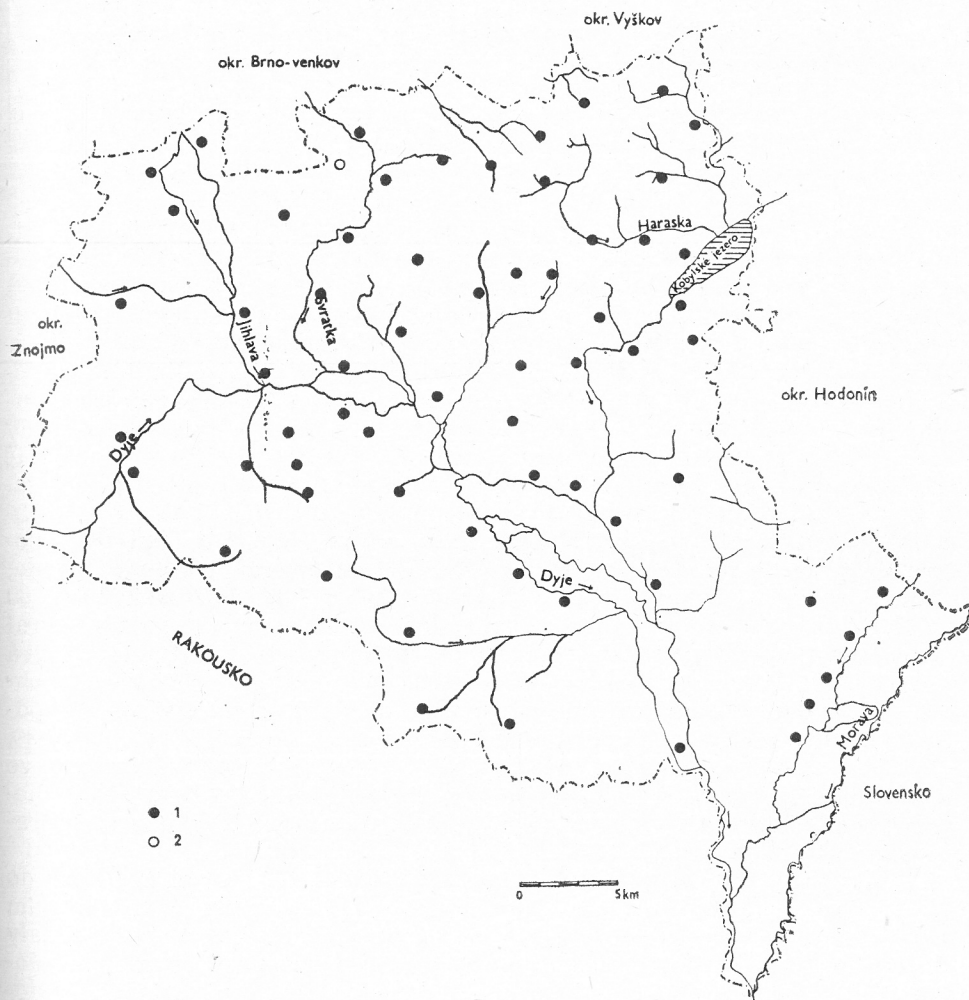 okr. Vyškov
okr. Brno-venkov
Haraska
Kobylské jezero
Svratka
Jihlava
okr.
Znojmo
okr. Hodonín
Dyje
Dyje
RAKOUSKO
Morava
Slovensko
1
2
0 5km